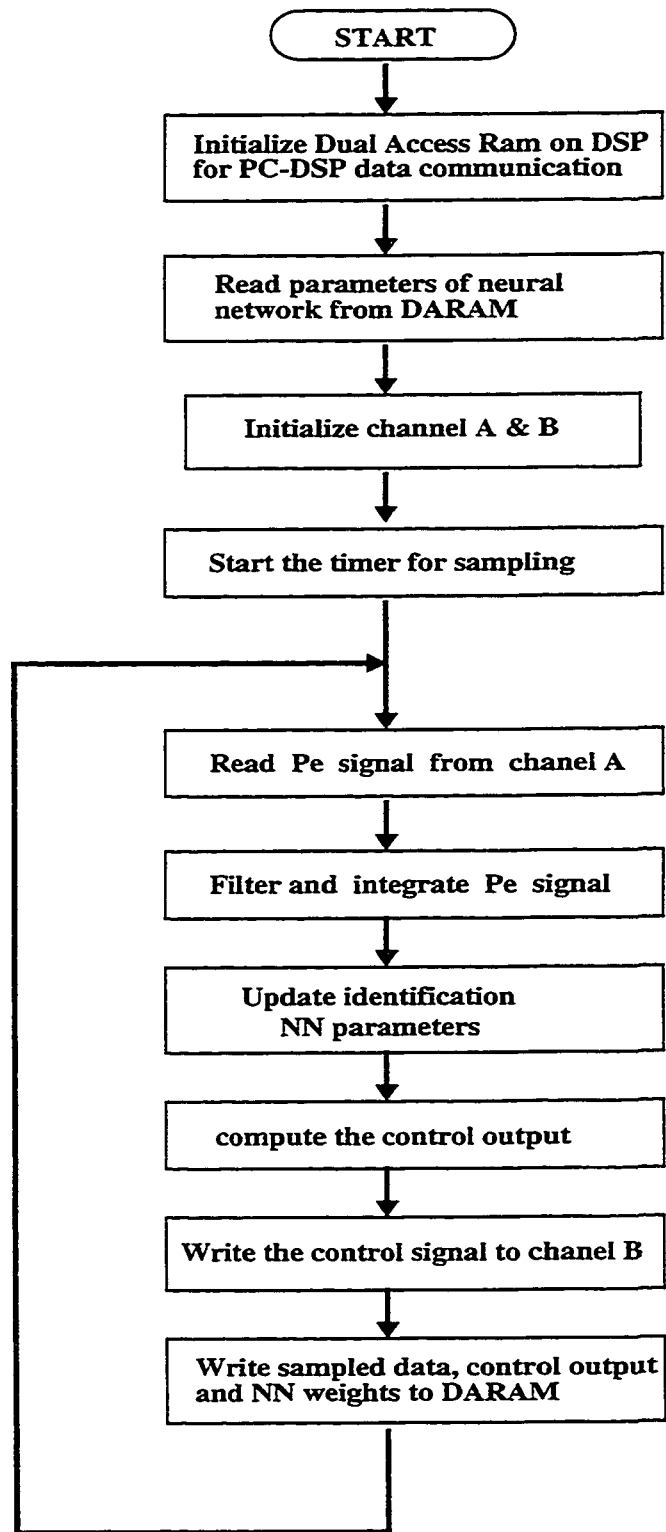 START
Initialize Dual Access Ram on DSP
for PC-DSP data communication
Read parameters of neural
network from DARAM
Initialize channel A & B
Start the timer for sampling
Read Pe signal from chanel A
Filter and integrate Pe signal
Update identification
NN parameters
compute the control output
Write the control signal to chanel B
Write sampled data, control output
and NN weights to DARAM